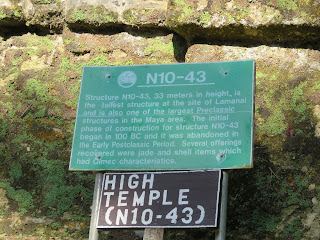 N10-43
Structure N10-43, 33 meters in height, is
the tallest structure at the site of Lamanai
and is also one of the largest Preclassic
structures in the Maya area. The initial
phase of construction for structure N10-43
began in 100 BC and it was abandoned in
the Early Postclassic Period. Several offerings
recovered were jade and shell items which
had Olmec characteristics.
HIGH
TEMPLE
(N10-43)